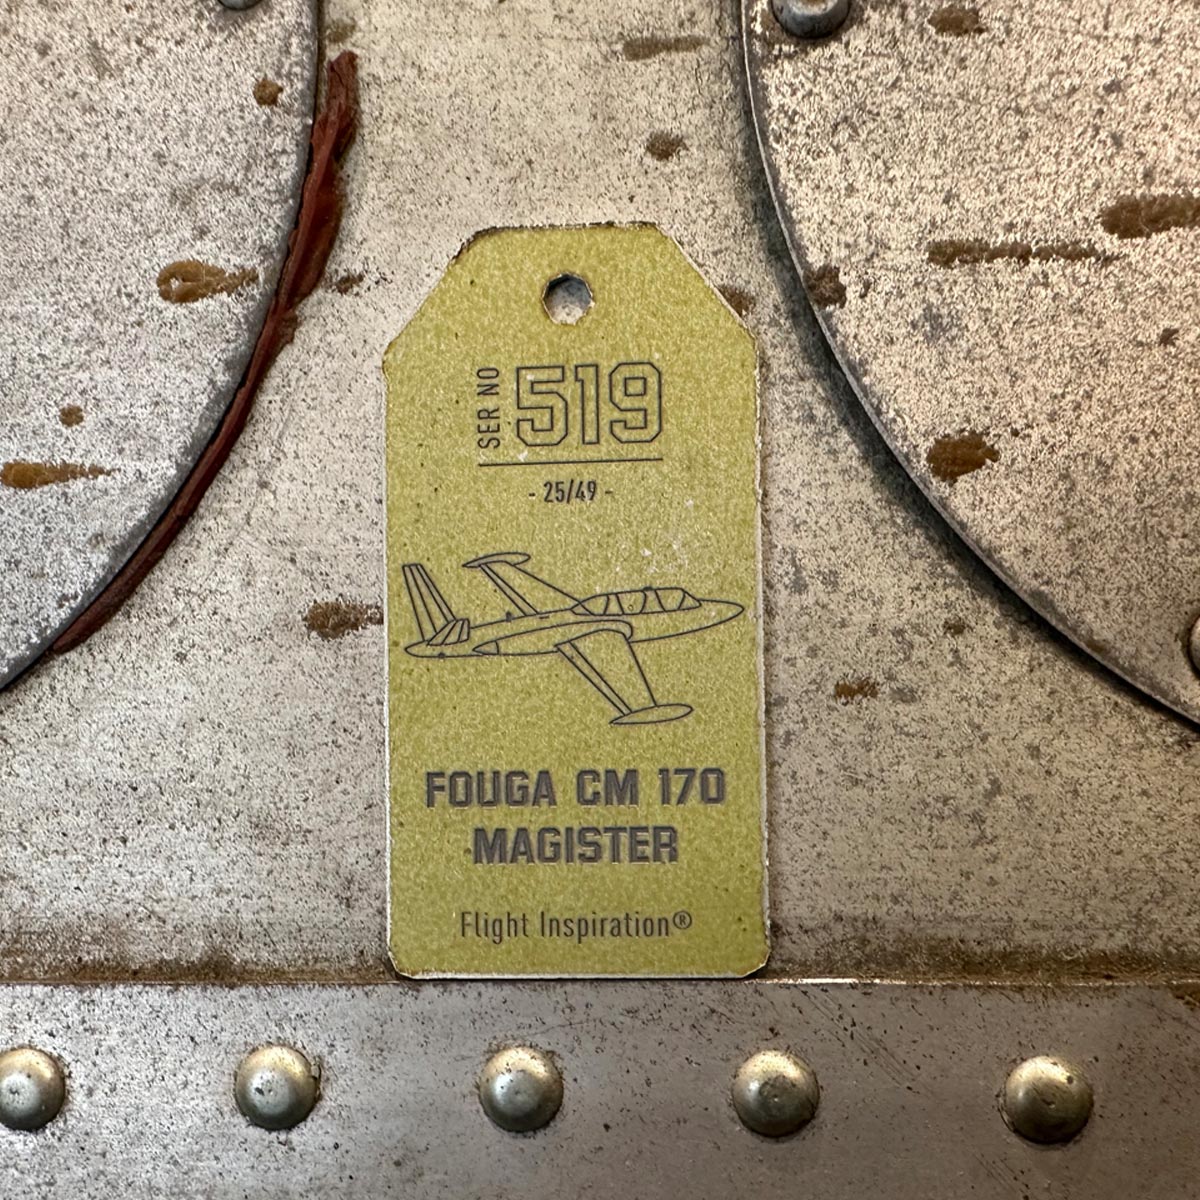 SER NO 519
- 25/49 -
FOUGA CM 170
MAGISTER
Flight Inspiration®